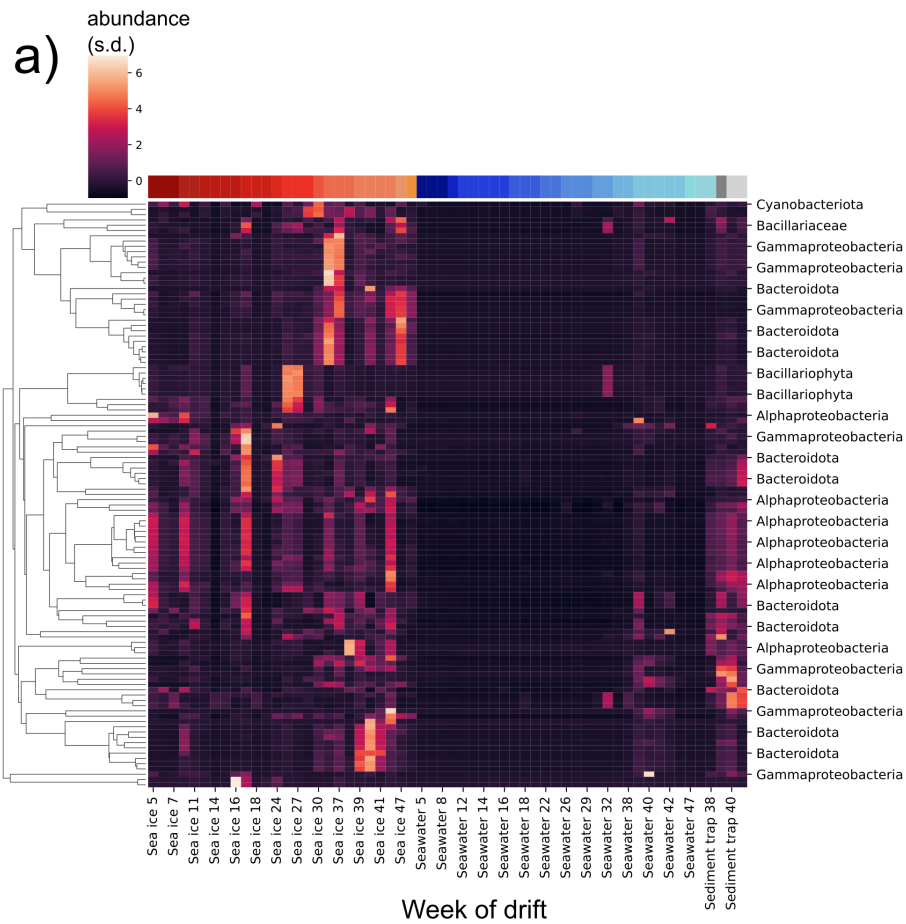 abundance
(s.d.)
a)
6
4
2
0
Cyanobacteriota
Bacillariaceae
Gammaproteobacteria
Gammaproteobacteria
Bacteroidota
Gammaproteobacteria
Bacteroidota
Bacteroidota
Bacillariophyta
Bacillariophyta
Alphaproteobacteria
Gammaproteobacteria
Bacteroidota
Bacteroidota
Alphaproteobacteria
Alphaproteobacteria
Alphaproteobacteria
Alphaproteobacteria
Alphaproteobacteria
Bacteroidota
Bacteroidota
Alphaproteobacteria
Gammaproteobacteria
Bacteroidota
Gammaproteobacteria
Bacteroidota
Bacteroidota
Gammaproteobacteria
Sea ice 5
Sea ice 7
Sea ice 11
Sea ice 14
Sea ice 16
Sea ice 18
Sea ice 24
Sea ice 27
Sea ice 30
Sea ice 37
Sea ice 39
Sea ice 41
Sea ice 47
Seawater 5
Seawater 8
Seawater 12
Seawater 14
Seawater 16
Seawater 18
Seawater 22
Seawater 26
Seawater 29
Seawater 32
Seawater 38
Seawater 40
Seawater 42
Seawater 47
Sediment trap 38
Sediment trap 40
Week of drift